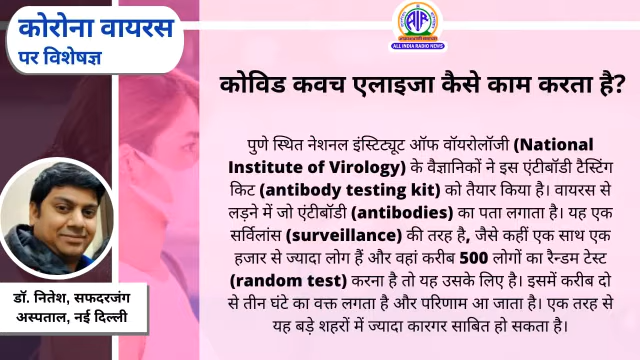 कोरोना वायरस
पर विशेषज्ञ
AIR
ALL INDIA RADIO NEWS
कोविड कवच एलाइजा कैसे काम करता है?
पुणे स्थित नेशनल इंस्टिट्यूट ऑफ वॉयरोलॉजी (National
Institute of Virology) के वैज्ञानिकों ने इस एंटीबॉडी टैस्टिंग
किट (antibody testing kit) को तैयार किया है। वायरस से
लड़ने में जो एंटीबॉडी (antibodies) का पता लगाता है। यह एक
सर्विलांस (surveillance) की तरह है, जैसे कहीं एक साथ एक
हजार से ज्यादा लोग हैं और वहां करीब 500 लोगों का रैन्डम टेस्ट
(random test) करना है तो यह उसके लिए है। इसमें करीब दो
से तीन घंटे का वक्त लगता है और परिणाम आ जाता है। एक तरह से
यह बड़े शहरों में ज्यादा कारगर साबित हो सकता है।
डॉ. नितेश, सफदरजंग
अस्पताल, नई दिल्ली